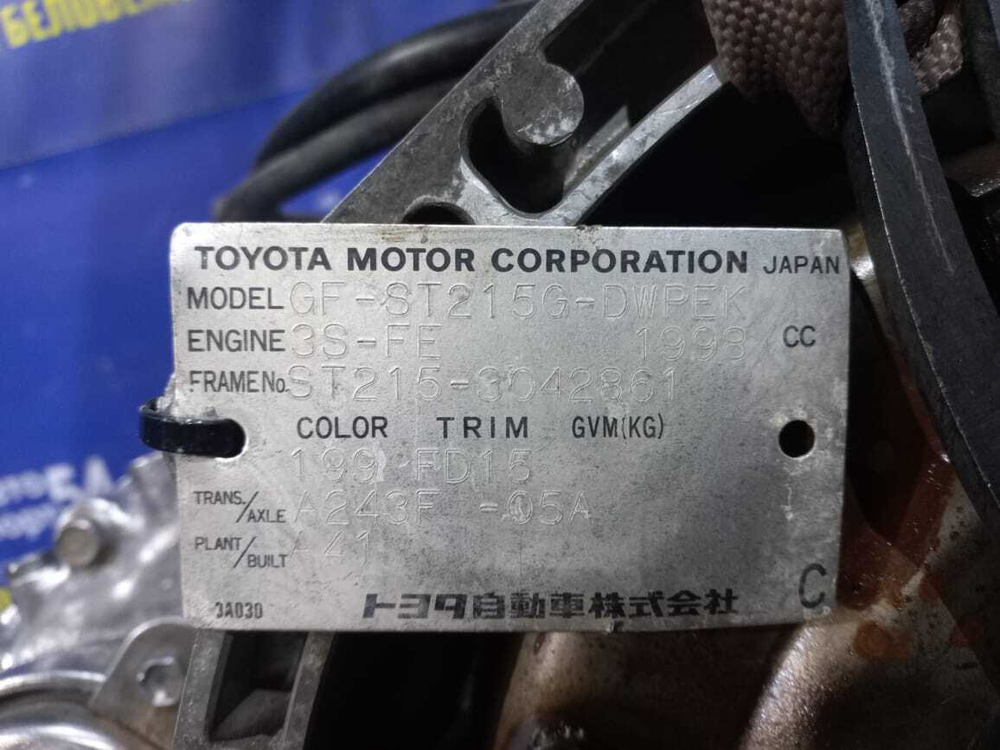 TOYOTA MOTOR CORPORATION JAPAN
MODEL GF-ST215G-DWPEK
ENGINE 3S-FE 1998 CC
FRAME No. ST215-3042861
COLOR TRIM GVM(KG)
199 FD15
TRANS./AXLE A243F -05A
PLANT/BUILT A41
3A030 トヨタ自動車株式会社 C